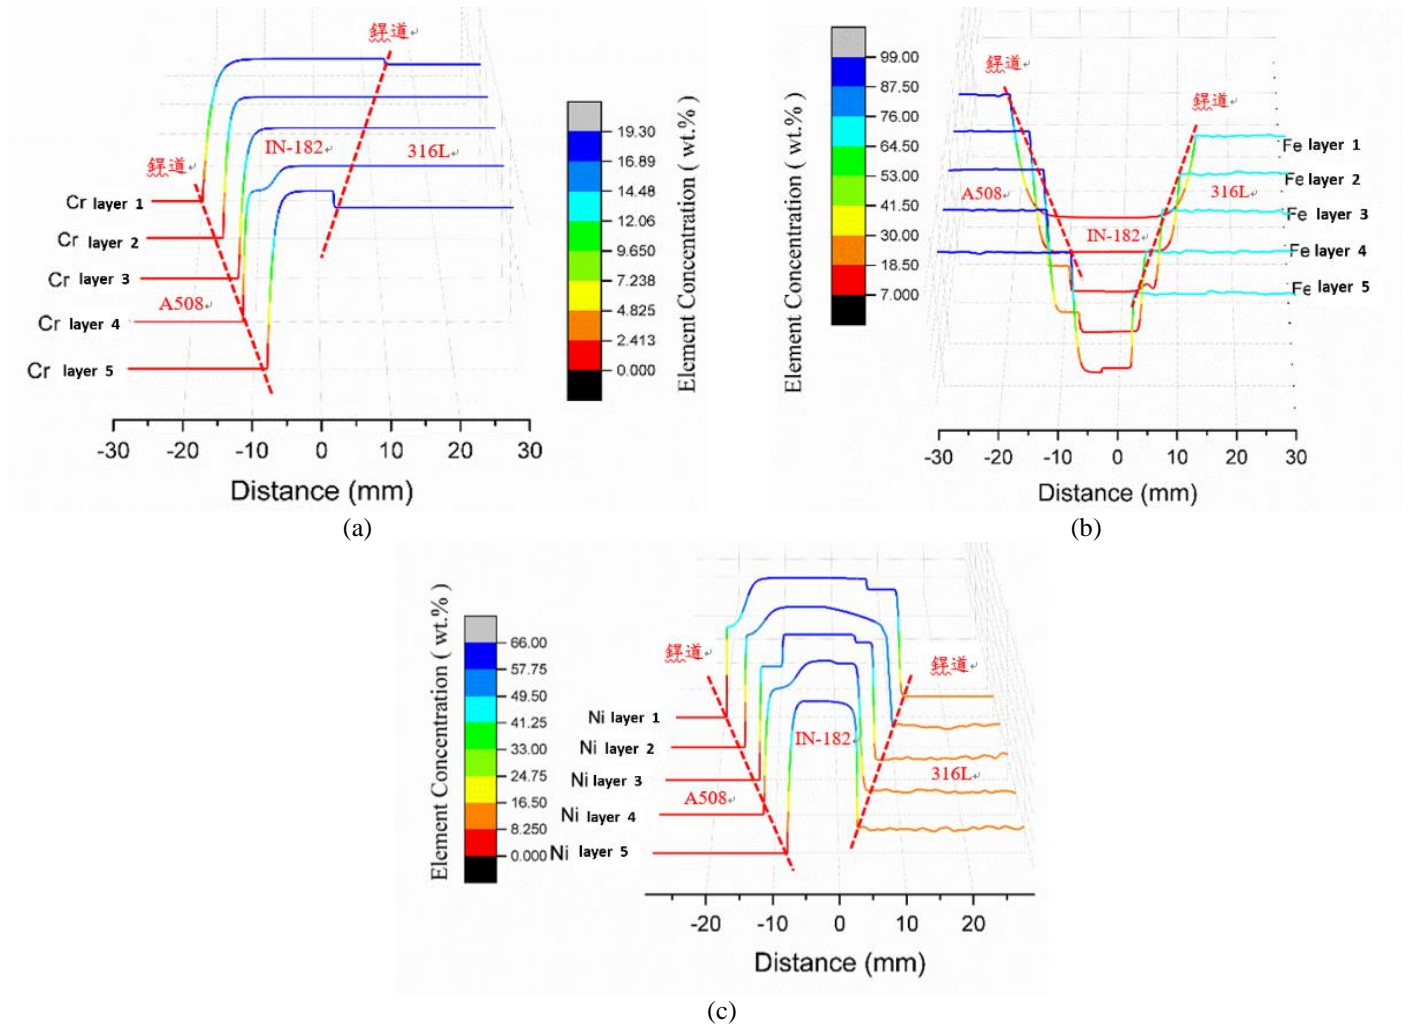 銲道
銲道
IN-182
316L
Cr layer 1
Cr layer 2
Cr layer 3
A508
Cr layer 4
Cr layer 5
-30 -20 -10 0 10 20 30
Distance (mm)
19.30
16.89
14.48
12.06
9.650
7.238
4.825
2.413
0.000
Element Concentration ( wt.% )
(a)
99.00
87.50
76.00
64.50
53.00
41.50
30.00
18.50
7.000
Element Concentration ( wt.% )
銲道
銲道
A508
316L
IN-182
Fe layer 1
Fe layer 2
Fe layer 3
Fe layer 4
Fe layer 5
-30 -20 -10 0 10 20 30
Distance (mm)
(b)
Element Concentration ( wt.% )
66.00
57.75
49.50
41.25
33.00
24.75
16.50
8.250
0.000
銲道
銲道
Ni layer 1
Ni layer 2
IN-182
Ni layer 3
316L
A508
Ni layer 4
Ni layer 5
-20 -10 0 10 20
Distance (mm)
(c)